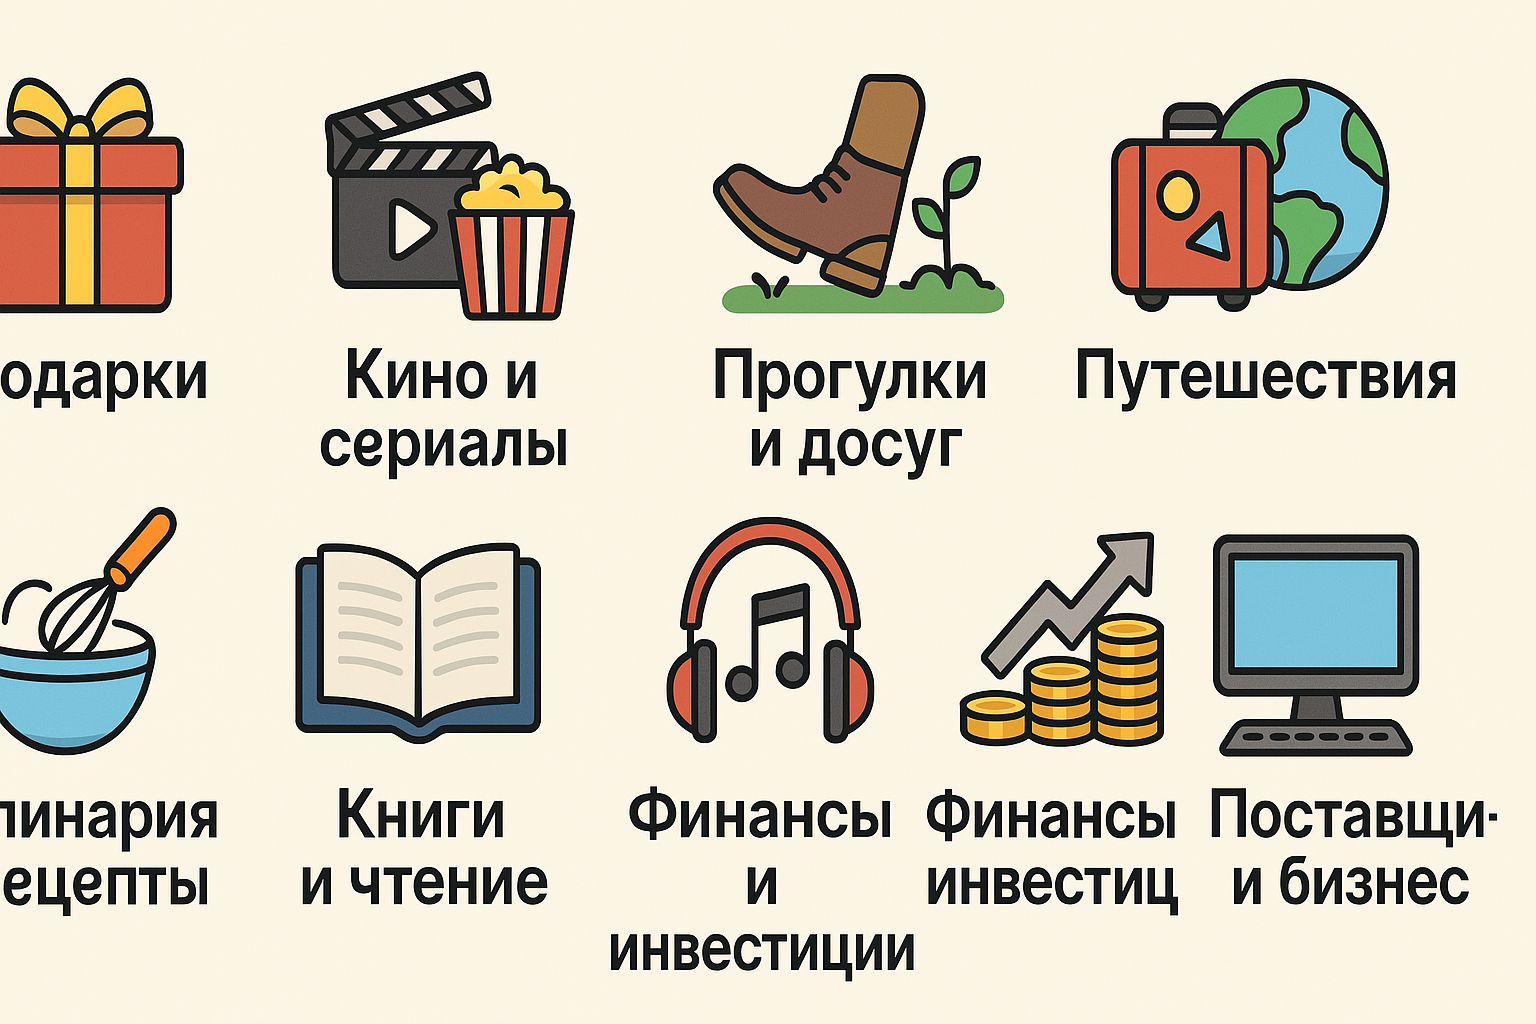 одарки
Кино и
сериалы
Прогулки
и досуг
Путешествия
линария
ецепты
Книги
и чтение
Финансы
и
инвестиции
Финансы
инвестиц
Поставщи-
и бизнес